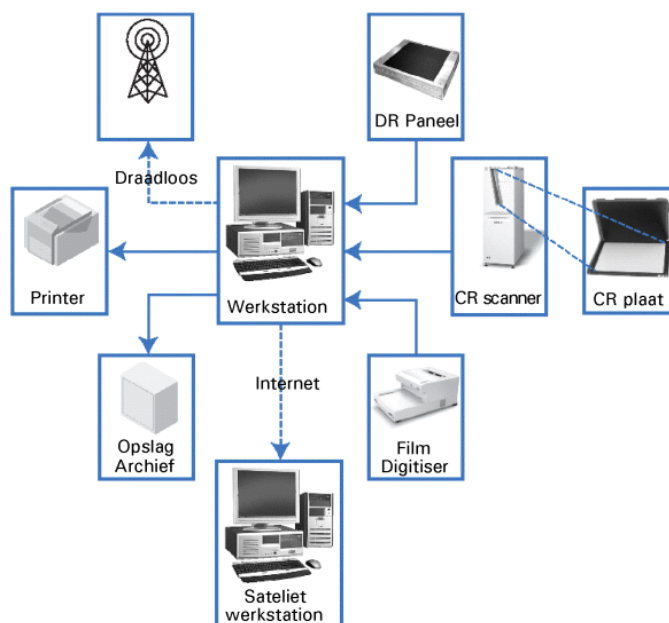 DR Paneel
Draadloos
Printer
Werkstation
CR scanner
CR plaat
Internet
Opslag
Archief
Film
Digitiser
Sateliet
werkstation